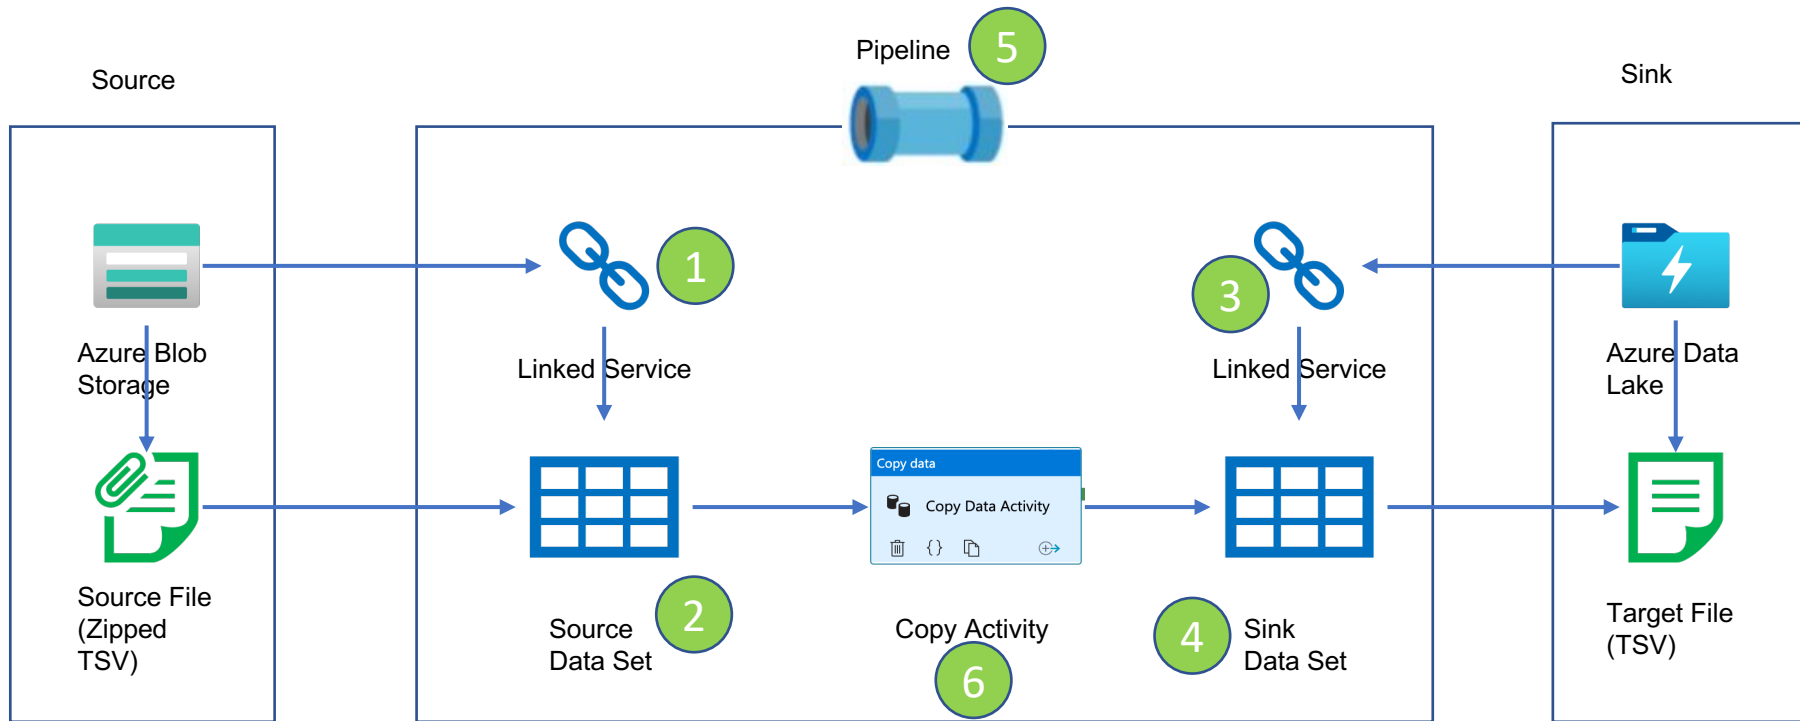 Pipeline
5
Source
Sink
1
3
Azure Blob
Storage
Linked Service
Linked Service
Azure Data
Lake
Copy data
Copy Data Activity
{}
Source File
(Zipped
TSV)
Source
Data Set
2
Copy Activity
6
4
Sink
Data Set
Target File
(TSV)